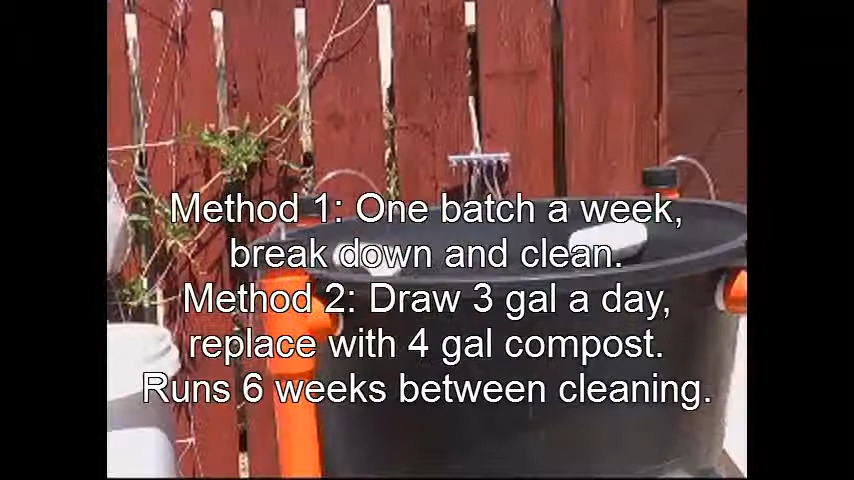 Method 1: One batch a week,
break down and clean.
Method 2: Draw 3 gal a day,
replace with 4 gal compost.
Runs 6 weeks between cleaning.